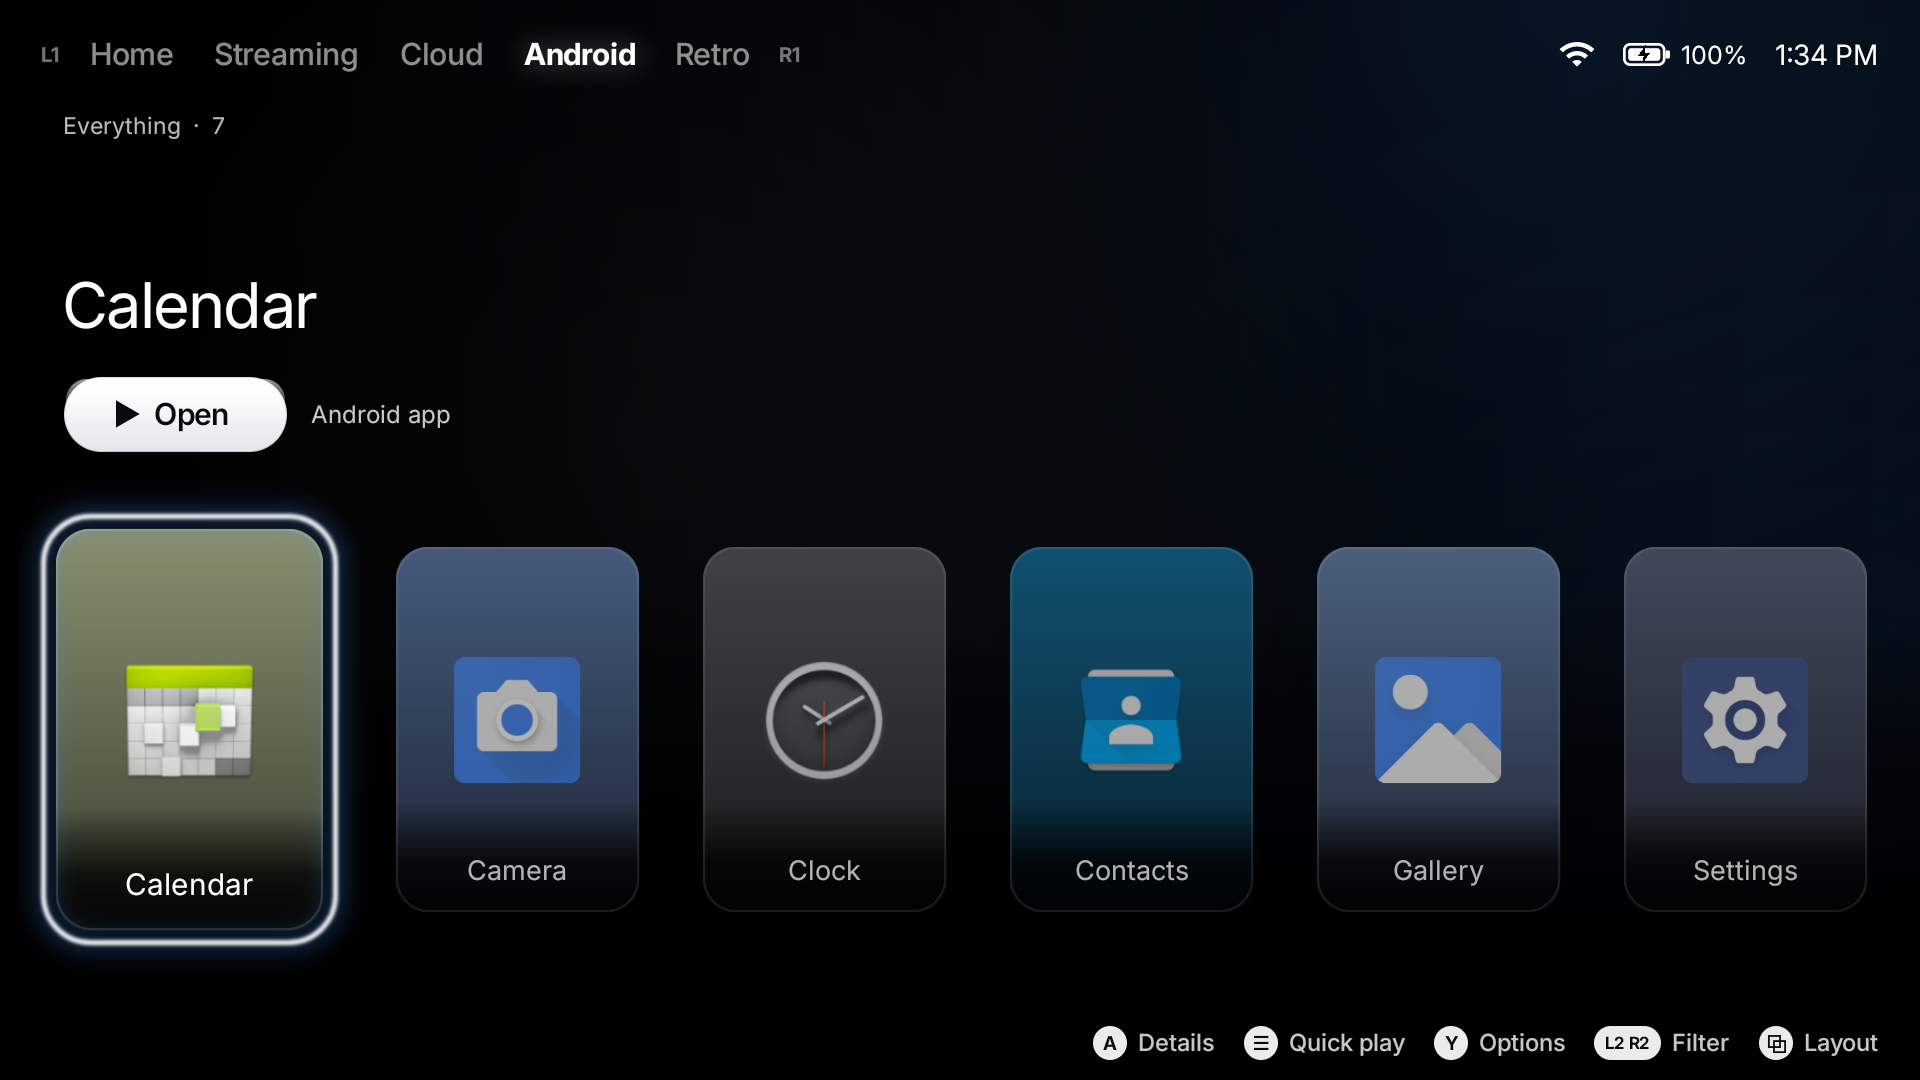 L1 Home Streaming Cloud Android Retro R1 100% 1:34 PM
Everything · 7
Calendar
Open Android app
Calendar Camera Clock Contacts Gallery Settings
A Details Quick play Y Options L2 R2 Filter Layout